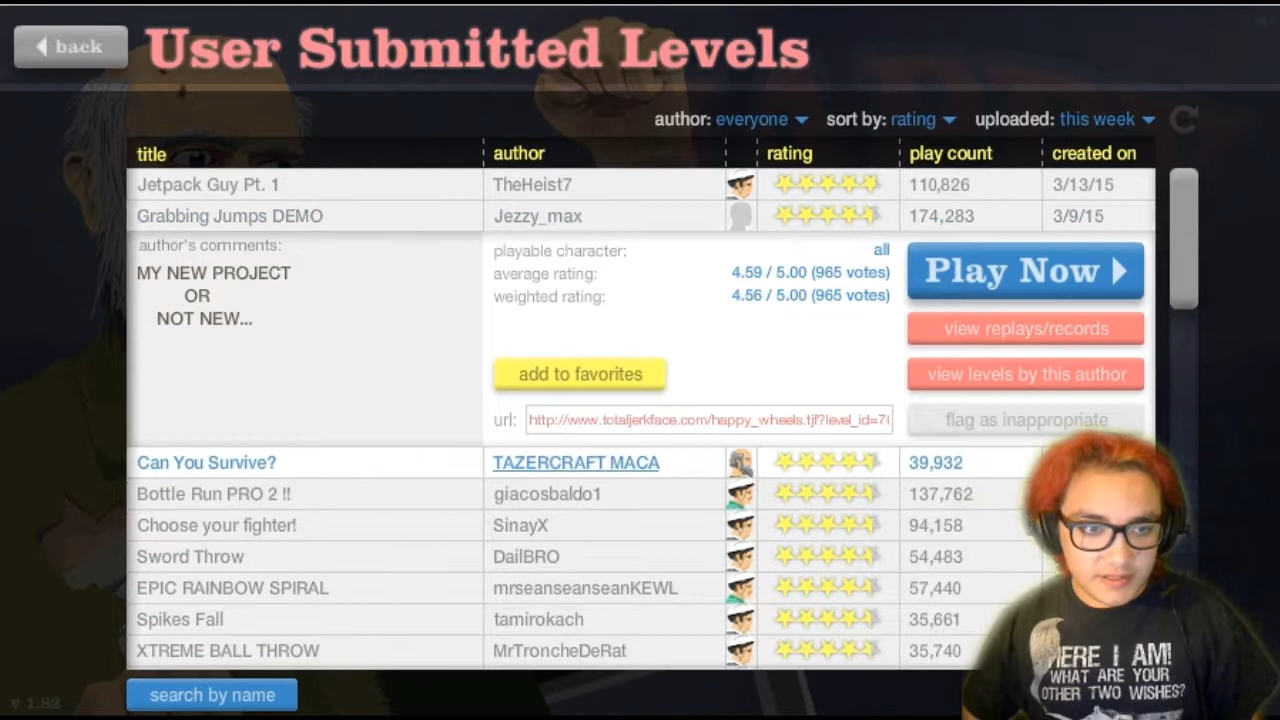 back
User Submitted Levels
author: everyone sort by: rating uploaded: this week
title author rating play count created on
Jetpack Guy Pt. 1 TheHeist7 110,826 3/13/15
Grabbing Jumps DEMO Jezzy_max 174,283 3/9/15
author's comments:
MY NEW PROJECT
OR
NOT NEW...
playable character: all
average rating: 4.59 / 5.00 (965 votes)
weighted rating: 4.56 / 5.00 (965 votes)
add to favorites
url: http://www.totaljerkface.com/happy_wheels.tjf?level_id=7
Play Now
view replays/records
view levels by this author
flag as inappropriate
Can You Survive? TAZERCRAFT MACA 39,932
Bottle Run PRO 2 !! giacosbaldo1 137,762
Choose your fighter! SinayX 94,158
Sword Throw DailBRO 54,483
EPIC RAINBOW SPIRAL mrseanseanseanKEWL 57,440
Spikes Fall tamirokach 35,661
XTREME BALL THROW MrTroncheDeRat 35,740
search by name
v 1.82
HERE I AM!
WHAT ARE YOUR
OTHER TWO WISHES?